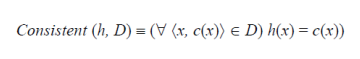 Consistent (h, D) ≡ (∀ ⟨x, c(x)⟩ ∈ D) h(x) = c(x))